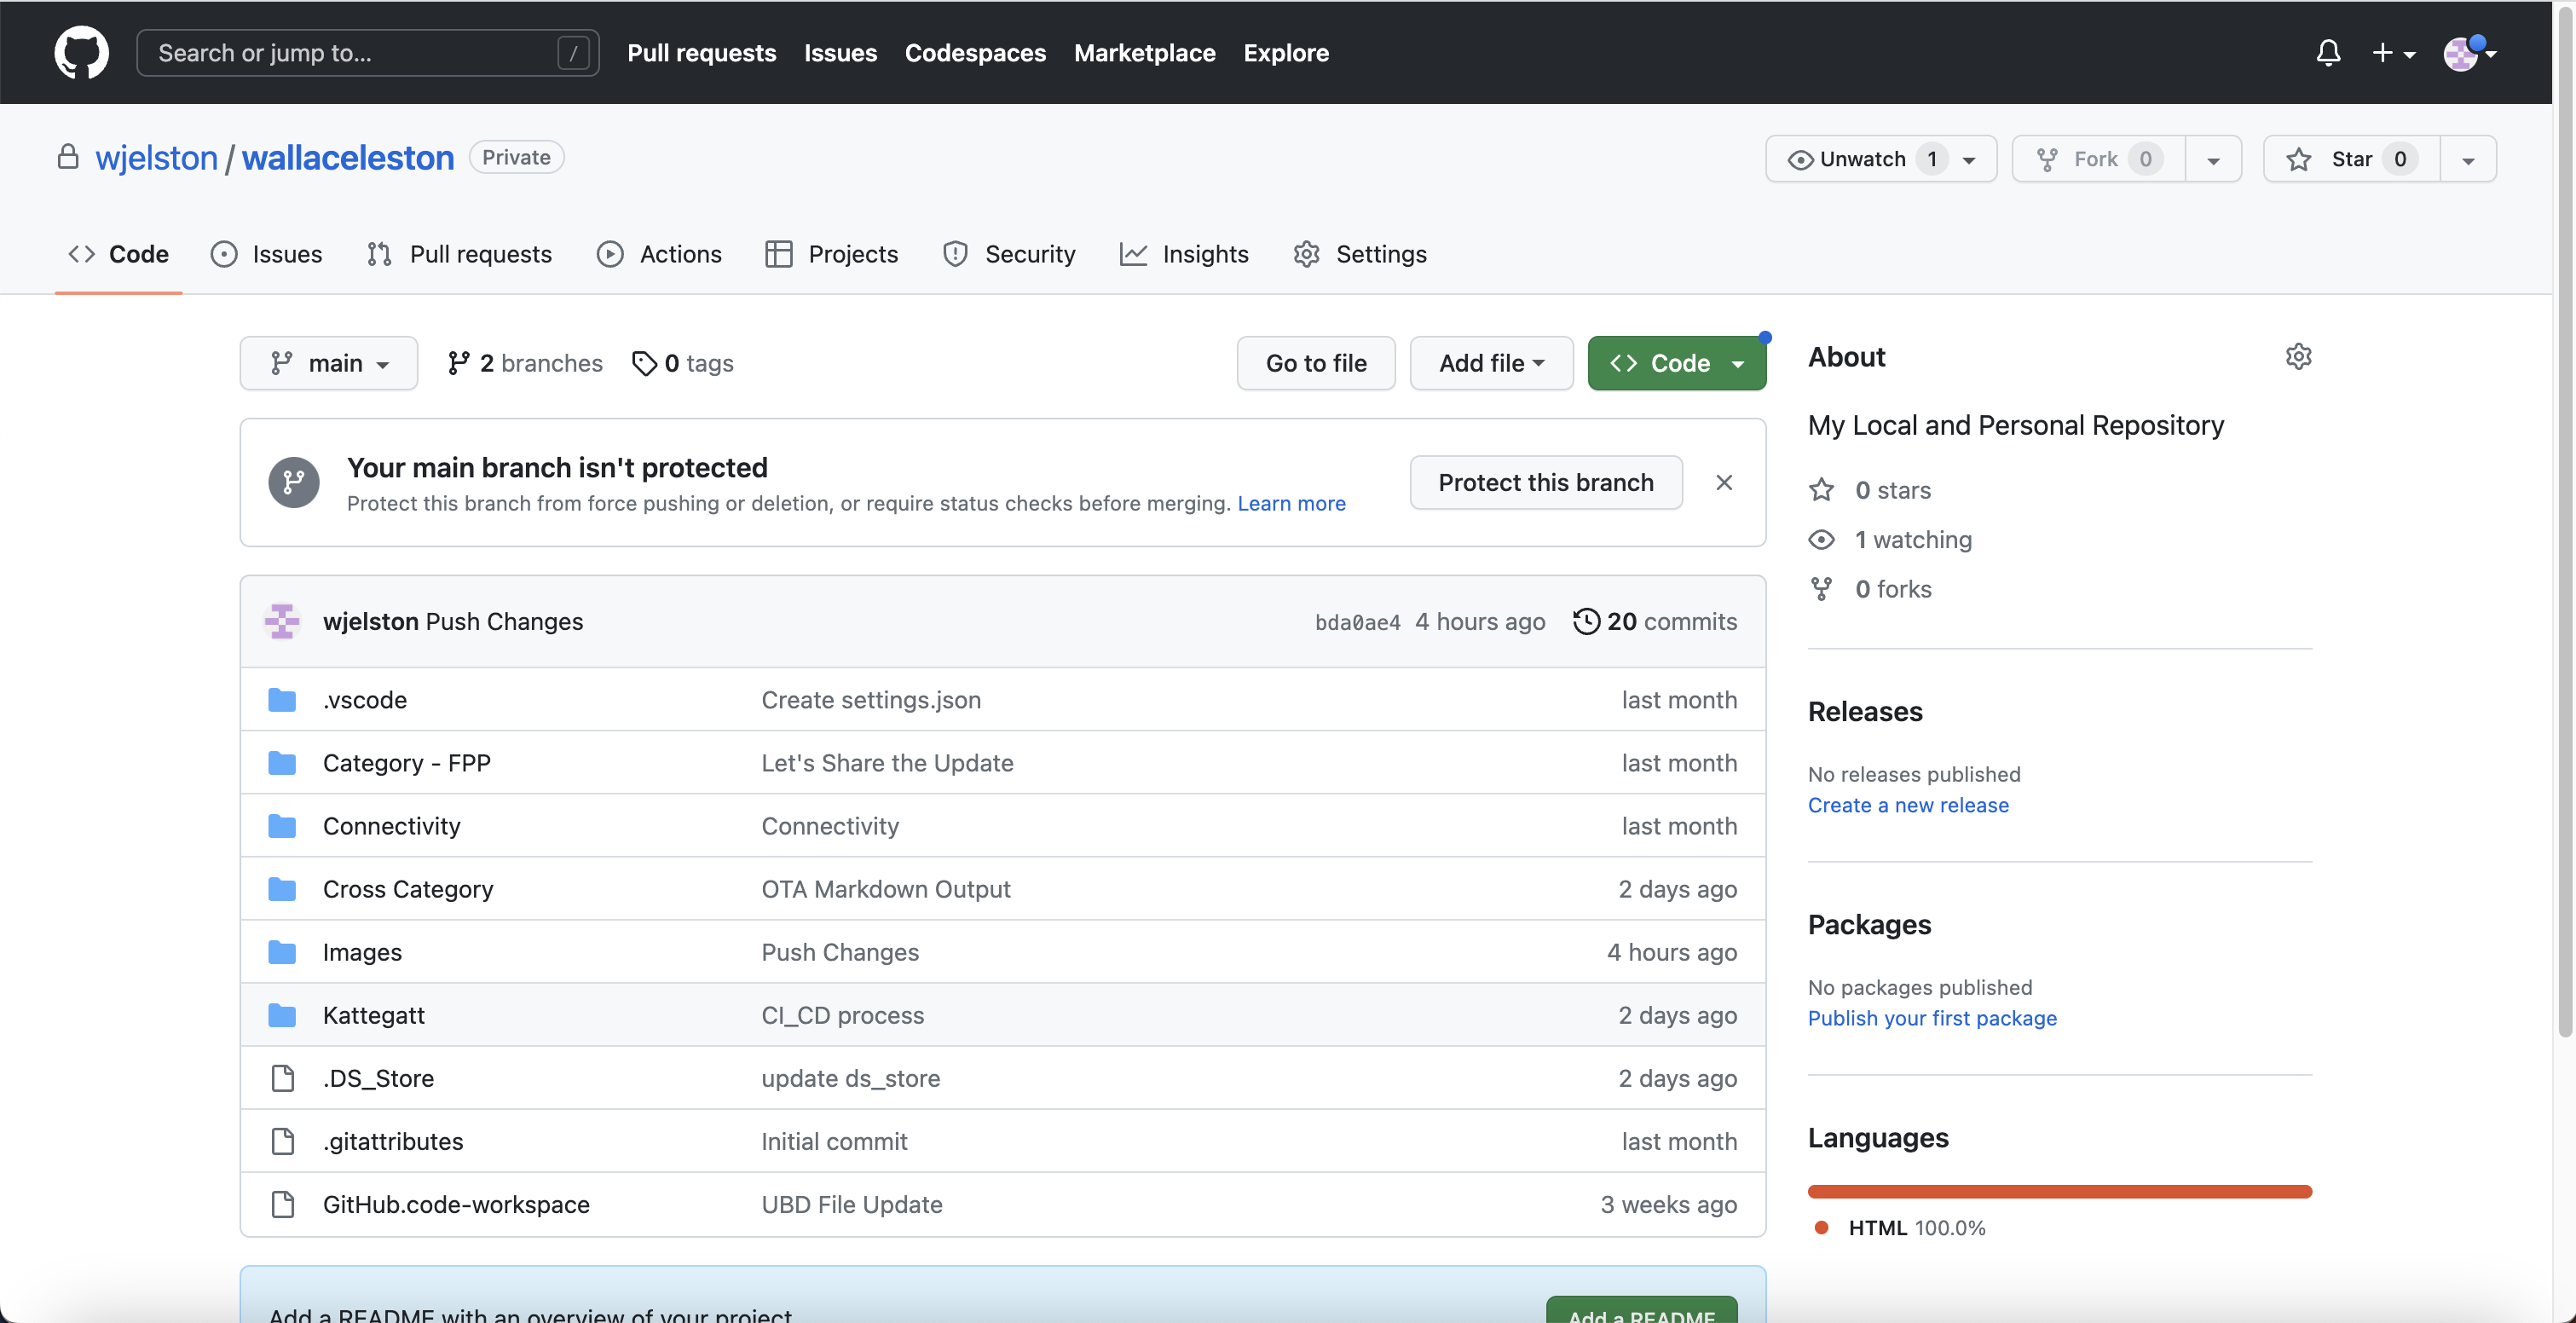 Search or jump to... / Pull requests Issues Codespaces Marketplace Explore
wjelston / wallaceleston Private Unwatch 1 Fork 0 Star 0
Code Issues Pull requests Actions Projects Security Insights Settings
main 2 branches 0 tags Go to file Add file Code
Your main branch isn't protected
Protect this branch from force pushing or deletion, or require status checks before merging. Learn more
Protect this branch
wjelston Push Changes bda0ae4 4 hours ago 20 commits
.vscode Create settings.json last month
Category - FPP Let's Share the Update last month
Connectivity Connectivity last month
Cross Category OTA Markdown Output 2 days ago
Images Push Changes 4 hours ago
Kattegatt CI_CD process 2 days ago
.DS_Store update ds_store 2 days ago
.gitattributes Initial commit last month
GitHub.code-workspace UBD File Update 3 weeks ago
Add a README with an overview of your project. Add a README
About
My Local and Personal Repository
0 stars
1 watching
0 forks
Releases
No releases published
Create a new release
Packages
No packages published
Publish your first package
Languages
HTML 100.0%